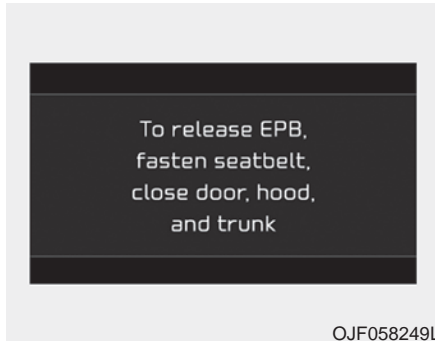 To release EPB,
fasten seatbelt,
close door, hood,
and trunk
OJF058249L